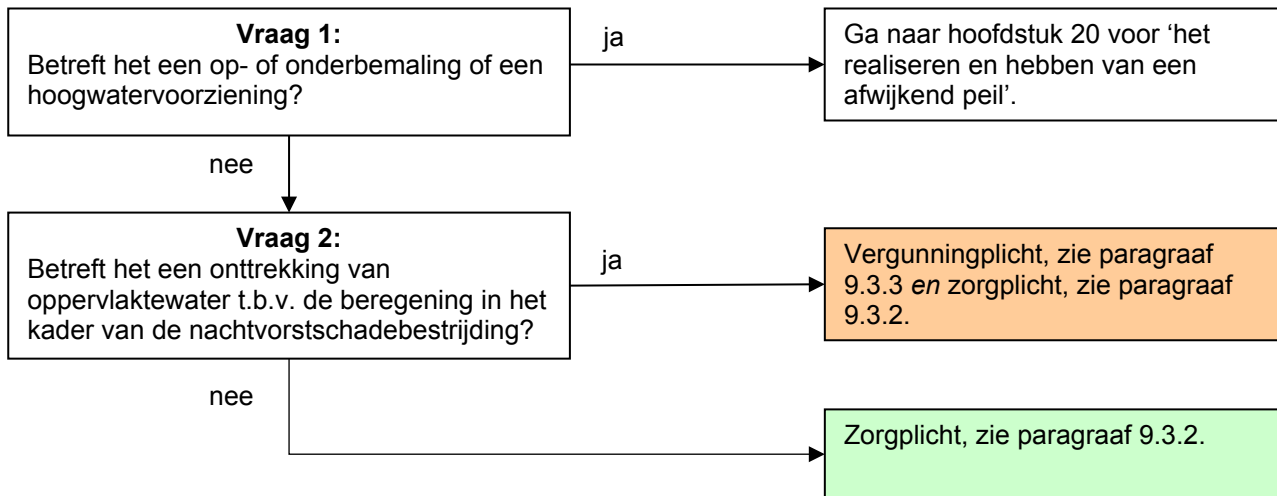 Vraag 1:
Betreft het een op- of onderbemaling of een
hoogwatervoorziening?
ja
Ga naar hoofdstuk 20 voor ‘het
realiseren en hebben van een
afwijkend peil’.
nee
Vraag 2:
Betreft het een onttrekking van
oppervlaktewater t.b.v. de beregening in het
kader van de nachtvorstschadebestrijding?
ja
Vergunningplicht, zie paragraaf
9.3.3 en zorgplicht, zie paragraaf
9.3.2.
nee
Zorgplicht, zie paragraaf 9.3.2.